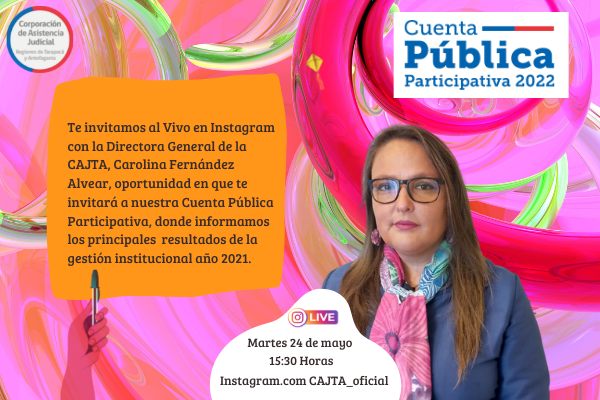 Corporación
de Asistencia
Judicial
Regiones de Tarapacá
y Antofagasta
Cuenta
Pública
Participativa 2022
Te invitamos al Vivo en Instagram
con la Directora General de la
CAJTA, Carolina Fernández
Alvear, oportunidad en que te
invitará a nuestra Cuenta Pública
Participativa, donde informamos
los principales resultados de la
gestión institucional año 2021.
LIVE
Martes 24 de mayo
15:30 Horas
Instagram.com CAJTA_oficial